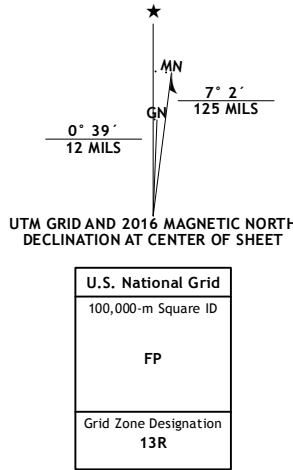 MN
7° 2´
125 MILS
GN
0° 39´
12 MILS
UTM GRID AND 2016 MAGNETIC NORTH
DECLINATION AT CENTER OF SHEET
U.S. National Grid
100,000-m Square ID
FP
Grid Zone Designation
13R